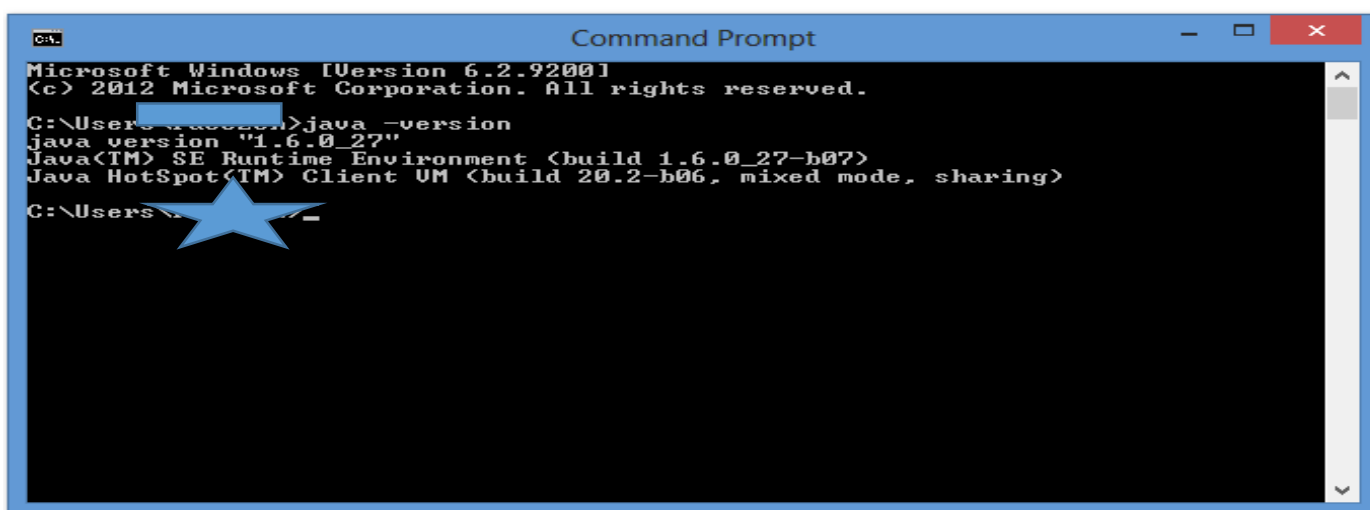 Command Prompt
Microsoft Windows [Version 6.2.9200]
(c) 2012 Microsoft Corporation. All rights reserved.
C:\Users\>java -version
java version "1.6.0_27"
Java(TM) SE Runtime Environment (build 1.6.0_27-b07)
Java HotSpot(TM) Client VM (build 20.2-b06, mixed mode, sharing)
C:\Users\